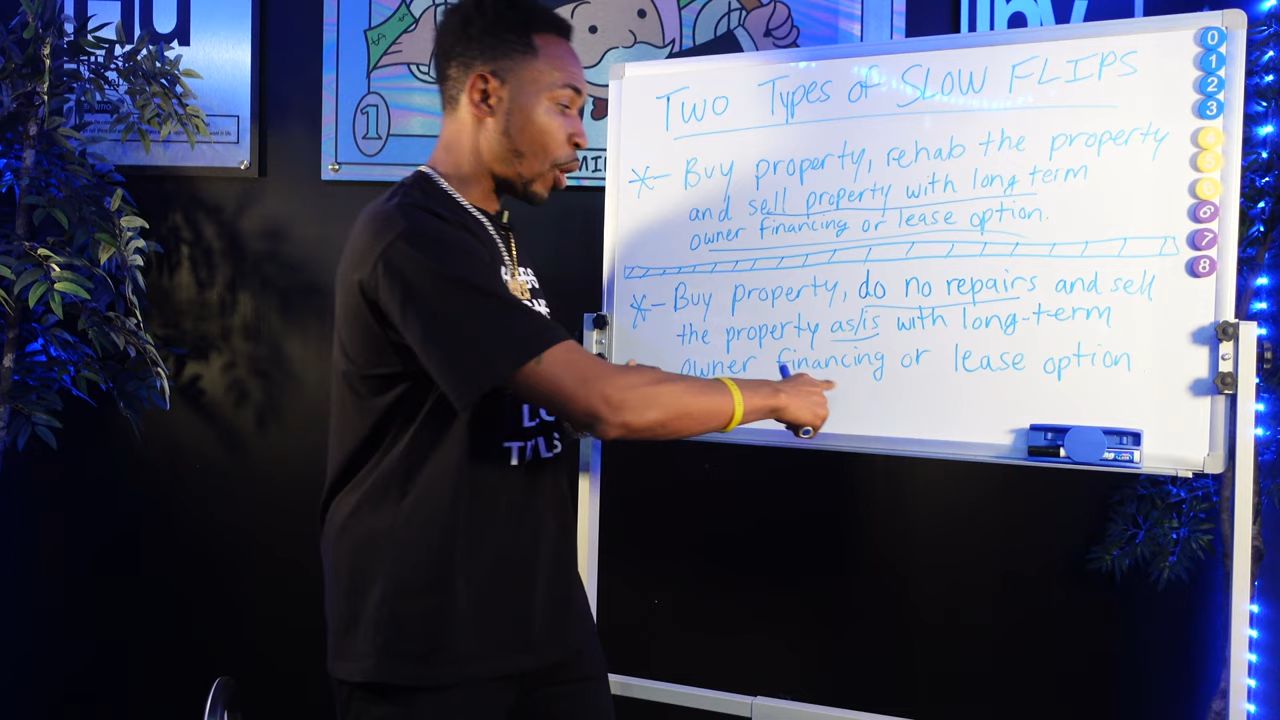 1
TWO Types of SLOW FLIPS
*- Buy property, rehab the property
and sell property with long term
owner financing or lease option.
*- Buy property, do no repairs and sell
the property as/is with long-term
owner financing or lease option
0
1
2
3
4
5
6
6
7
8